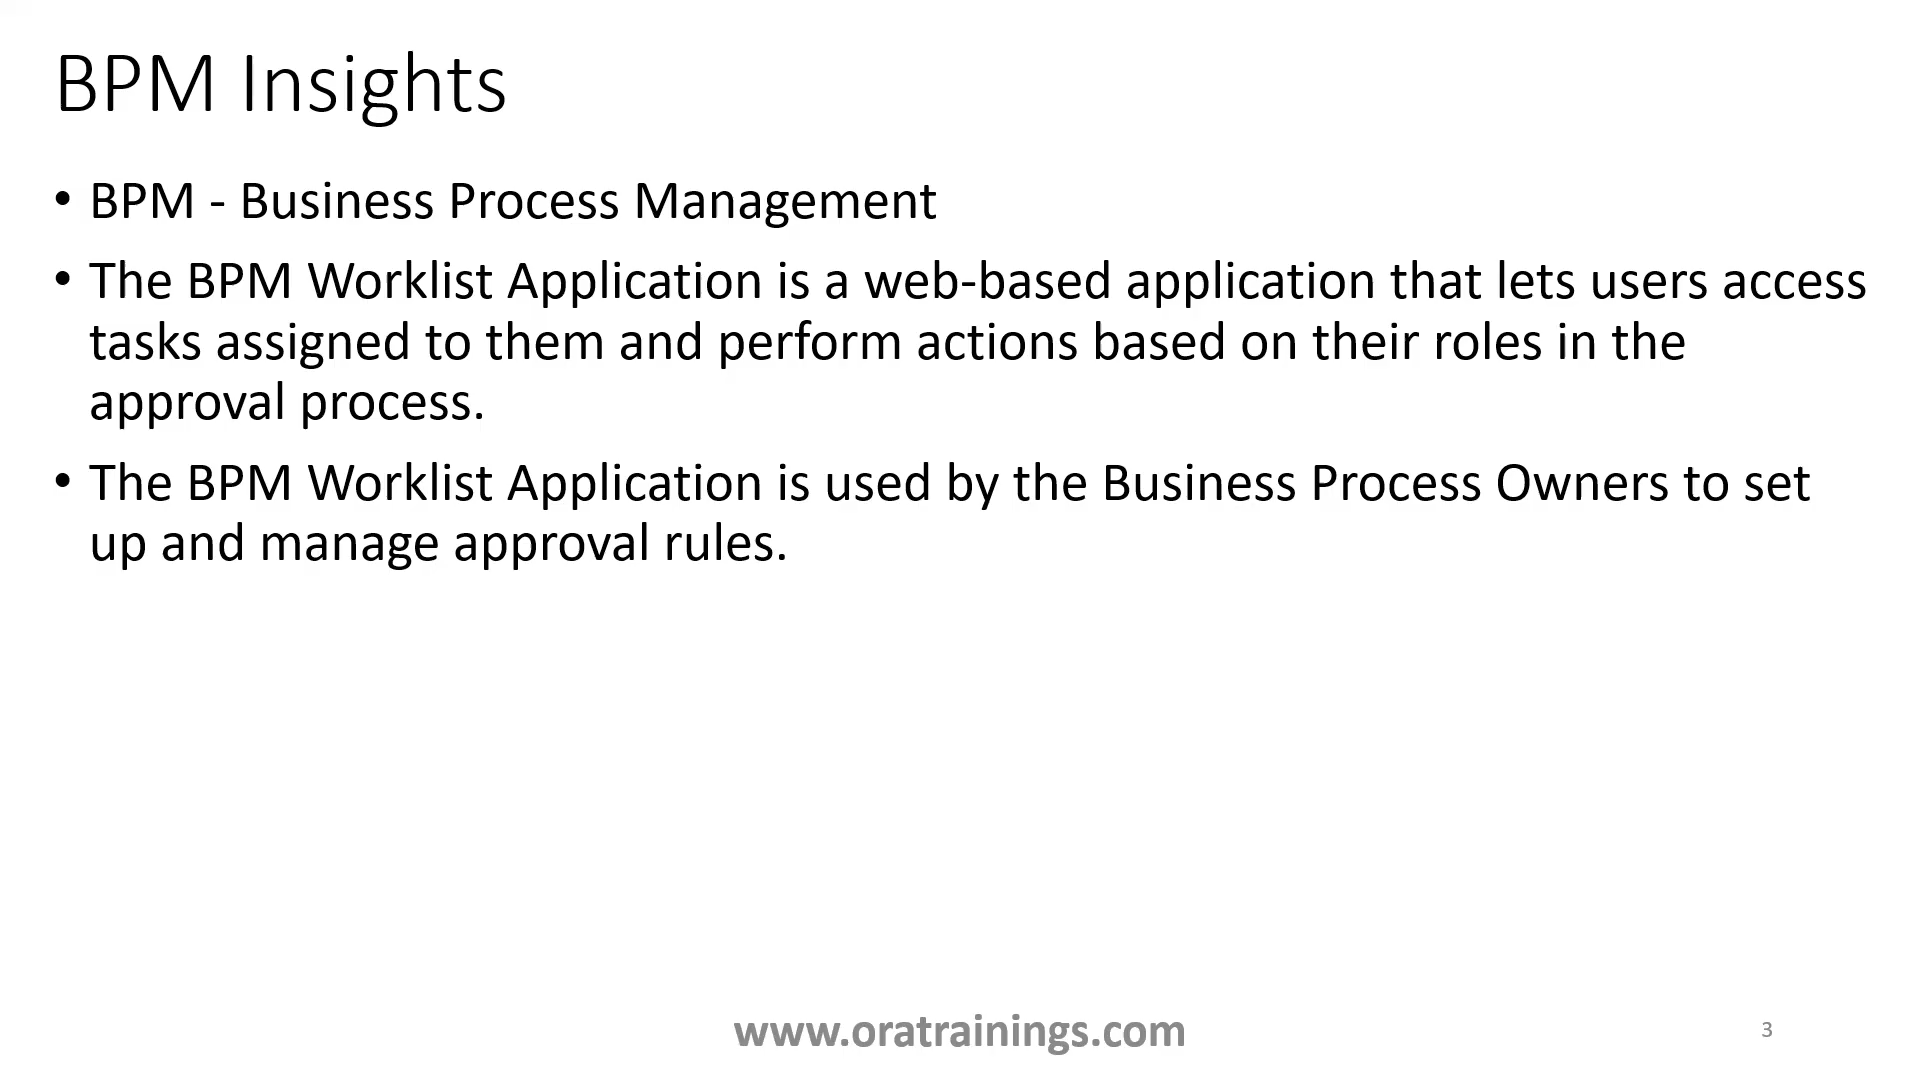 BPM Insights
• BPM - Business Process Management
• The BPM Worklist Application is a web-based application that lets users access
tasks assigned to them and perform actions based on their roles in the
approval process.
• The BPM Worklist Application is used by the Business Process Owners to set
up and manage approval rules.
www.oratrainings.com
3